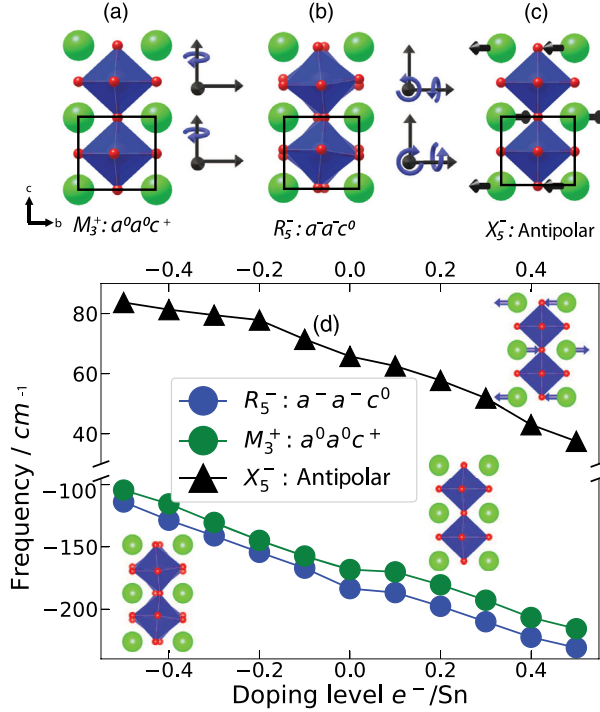 (a) (b) (c)
c
b
M₃⁺: a⁰a⁰c⁺ R₅⁻: a⁻a⁻c⁰ X₅⁻: Antipolar
−0.4 −0.2 0.0 0.2 0.4
(d)
80
60
40
−100
−150
−200
Frequency / cm⁻¹
R₅⁻: a⁻a⁻c⁰
M₃⁺: a⁰a⁰c⁺
X₅⁻: Antipolar
−0.4 −0.2 0.0 0.2 0.4
Doping level e⁻/Sn